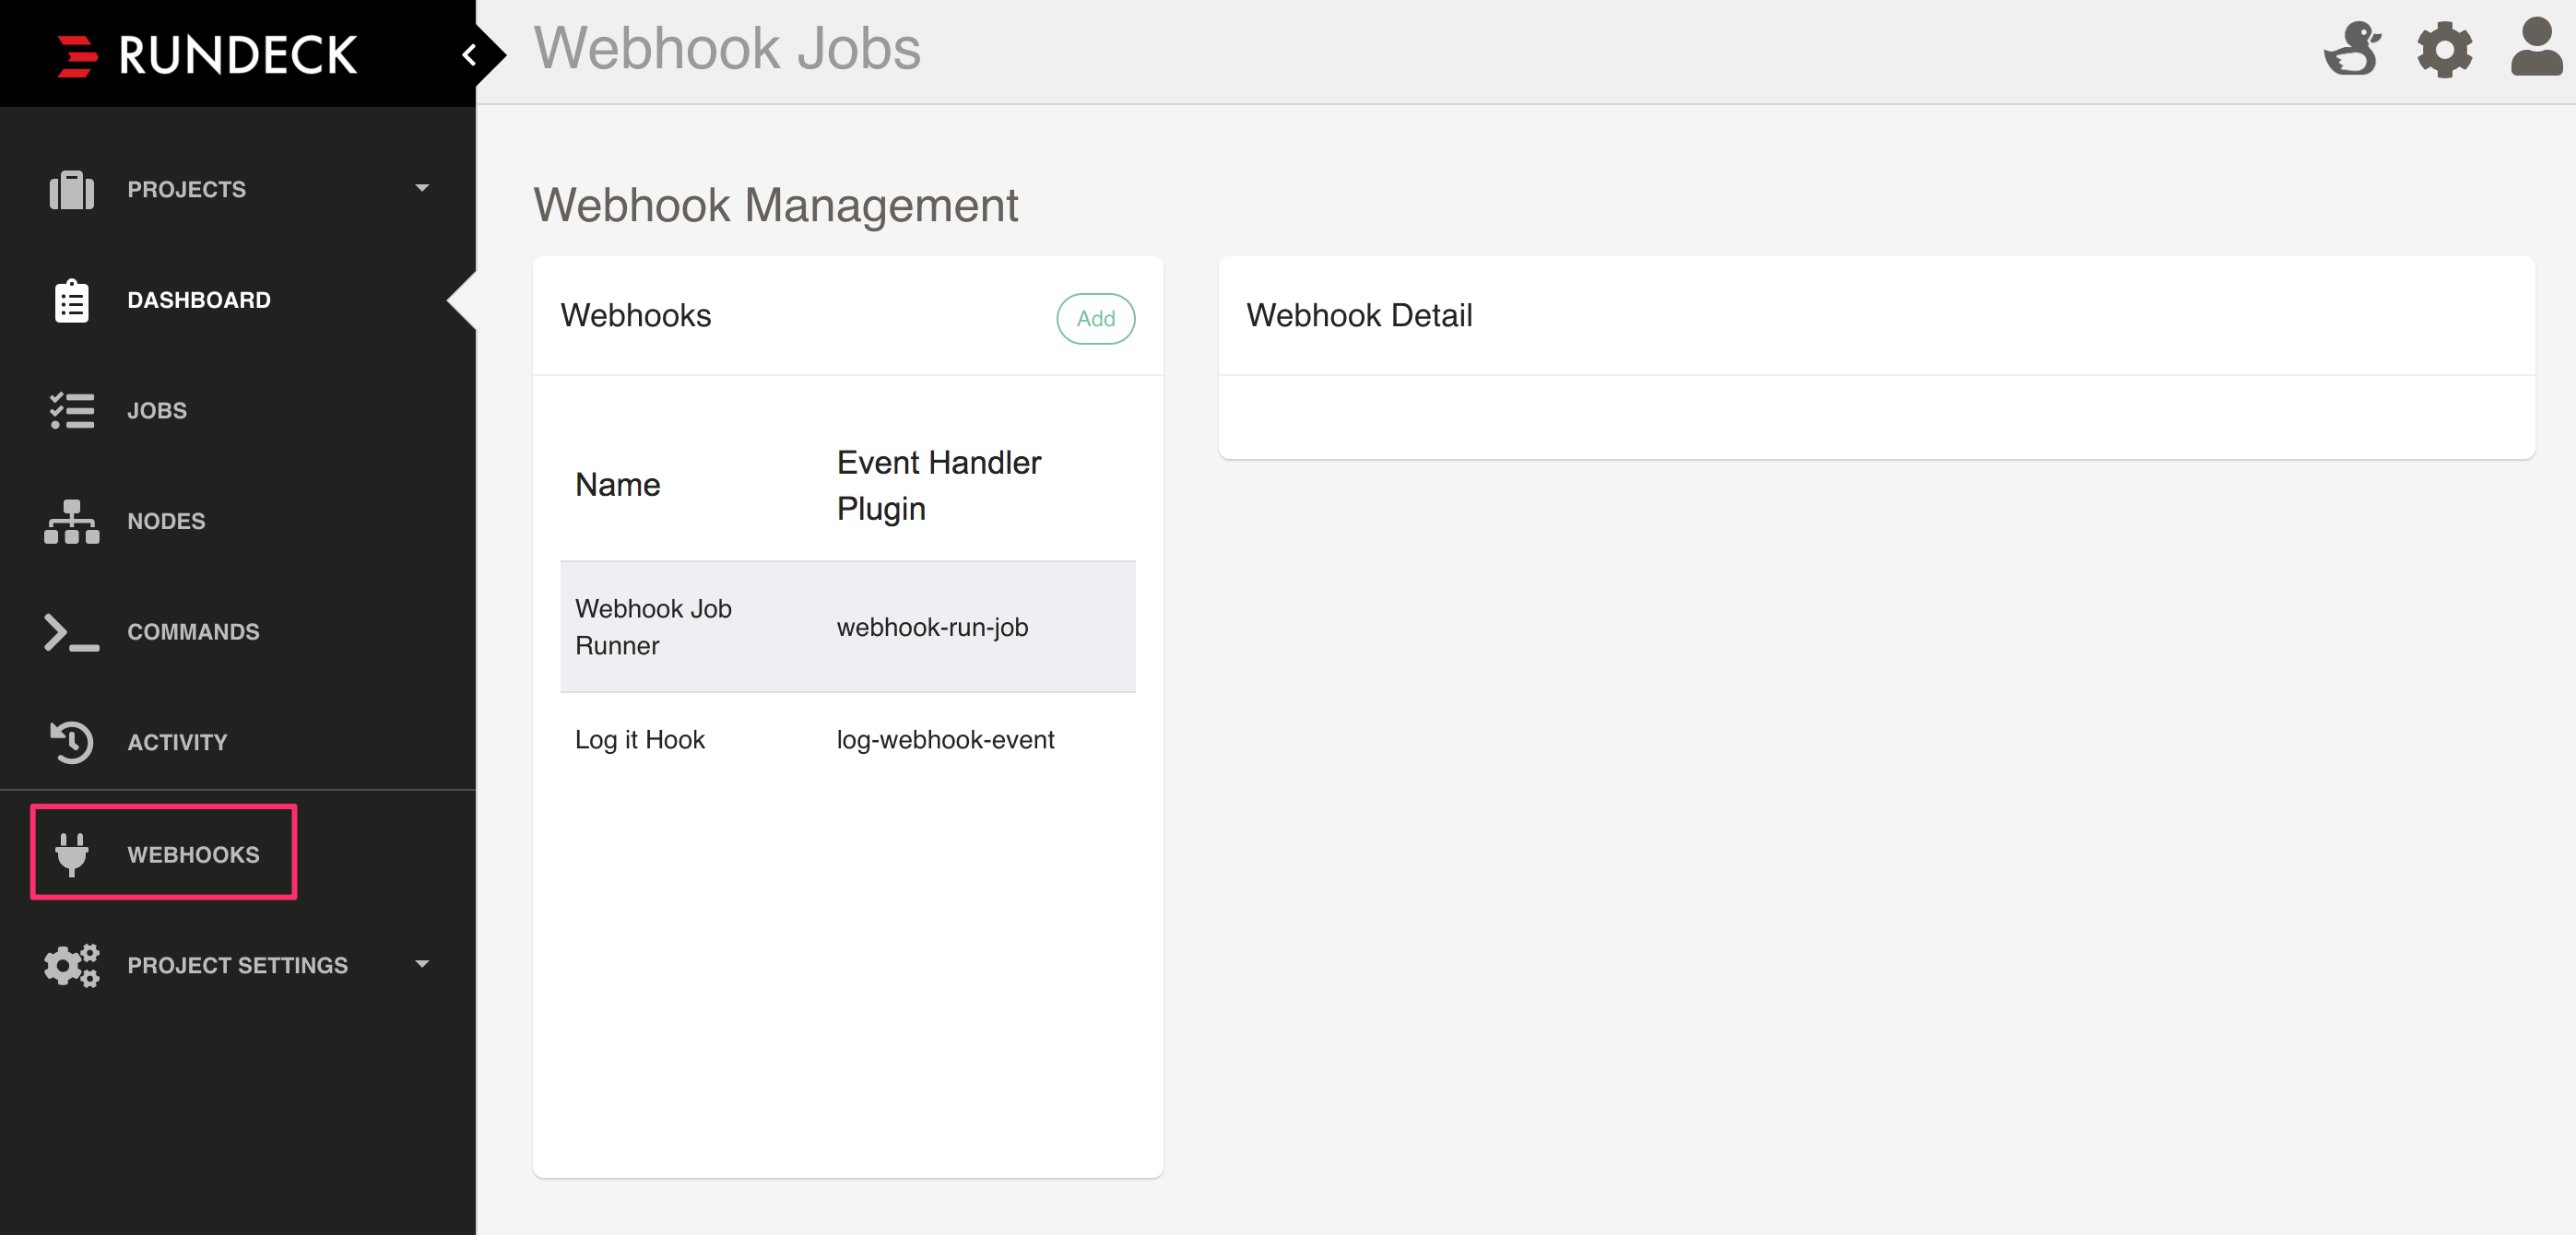 RUNDECK
Webhook Jobs
PROJECTS
DASHBOARD
JOBS
NODES
COMMANDS
ACTIVITY
WEBHOOKS
PROJECT SETTINGS
Webhook Management
Webhooks
Add
Name
Event Handler
Plugin
Webhook Job
Runner
webhook-run-job
Log it Hook
log-webhook-event
Webhook Detail